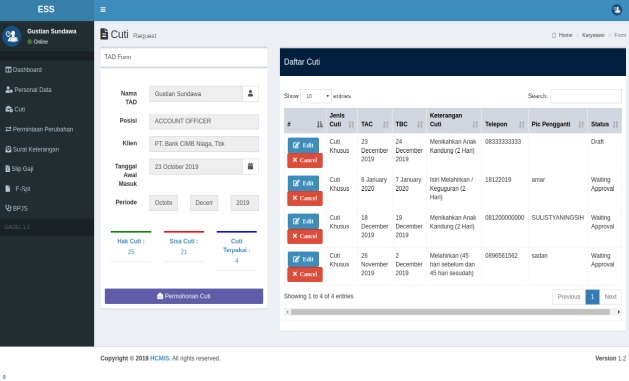 ESS
Gustian Sundawa
Online
Dashboard
Personal Data
Cuti
Permintaan Perubahan
Surat Keterangan
Slip Gaji
F-Spt
BPJS
Cuti Request
Home > Karyawan > Form
TAD Form
Nama TAD
Gustian Sundawa
Posisi
ACCOUNT OFFICER
Klien
PT. Bank CIMB Niaga, Tbk
Tanggal Awal Masuk
23 October 2019
Periode
Octobe
Decem
2019
Hak Cuti :
25
Sisa Cuti :
21
Cuti Terpakai :
4
Permohonan Cuti
Daftar Cuti
Show 10 entries
Search:
# Jenis Cuti TAC TBC Keterangan Cuti Telepon Pic Pengganti Status
Edit Cancel Cuti Khusus 23 December 2019 24 December 2019 Menikahkan Anak Kandung (2 Hari) 08333333333 Draft
Edit Cancel Cuti Khusus 6 January 2020 7 January 2020 Istri Melahirkan / Keguguran (2 Hari) 18122019 amar Waiting Approval
Edit Cancel Cuti Khusus 18 December 2019 19 December 2019 Menikahkan Anak Kandung (2 Hari) 081200000000 SULISTYANINGSIH Waiting Approval
Edit Cancel Cuti Khusus 26 November 2019 2 December 2019 Melahirkan (45 hari sebelum dan 45 hari sesudah) 0896561562 sadan Waiting Approval
Showing 1 to 4 of 4 entries
Previous 1 Next
Copyright © 2019 HCMIS. All rights reserved.
Version 1.2
8